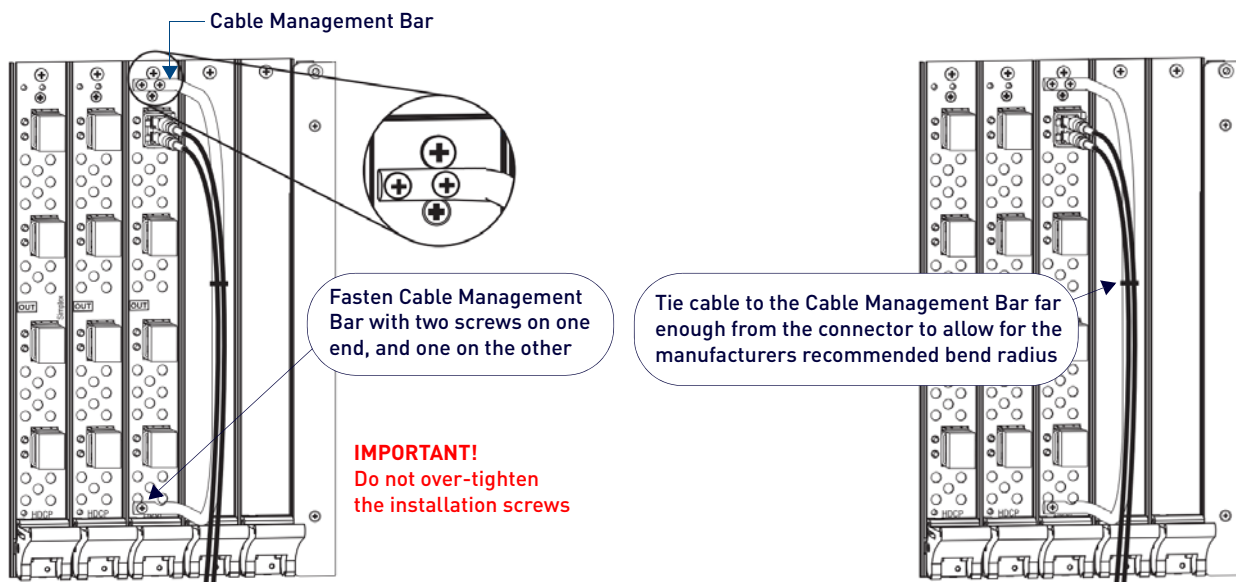 Cable Management Bar
OUT
OUT
OUT
Simplex
Fasten Cable Management
Bar with two screws on one
end, and one on the other
IMPORTANT!
Do not over-tighten
the installation screws
HDCP
HDCP
Tie cable to the Cable Management Bar far
enough from the connector to allow for the
manufacturers recommended bend radius
HDCP
HDCP